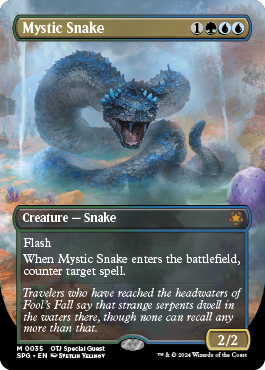 Mystic Snake 1
Creature — Snake
Flash
When Mystic Snake enters the battlefield,
counter target spell.
Travelers who have reached the headwaters of
Fool's Fall say that strange serpents dwell in
the waters there, though none can recall any
more than that.
2/2
M 0035 OTJ Special Guest
SPG • EN Svetlin Velinov
™ & © 2024 Wizards of the Coast